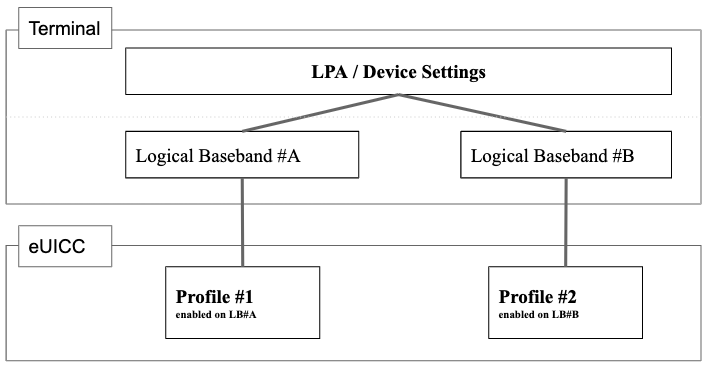 Terminal
LPA / Device Settings
Logical Baseband #A
Logical Baseband #B
eUICC
Profile #1
enabled on LB#A
Profile #2
enabled on LB#B